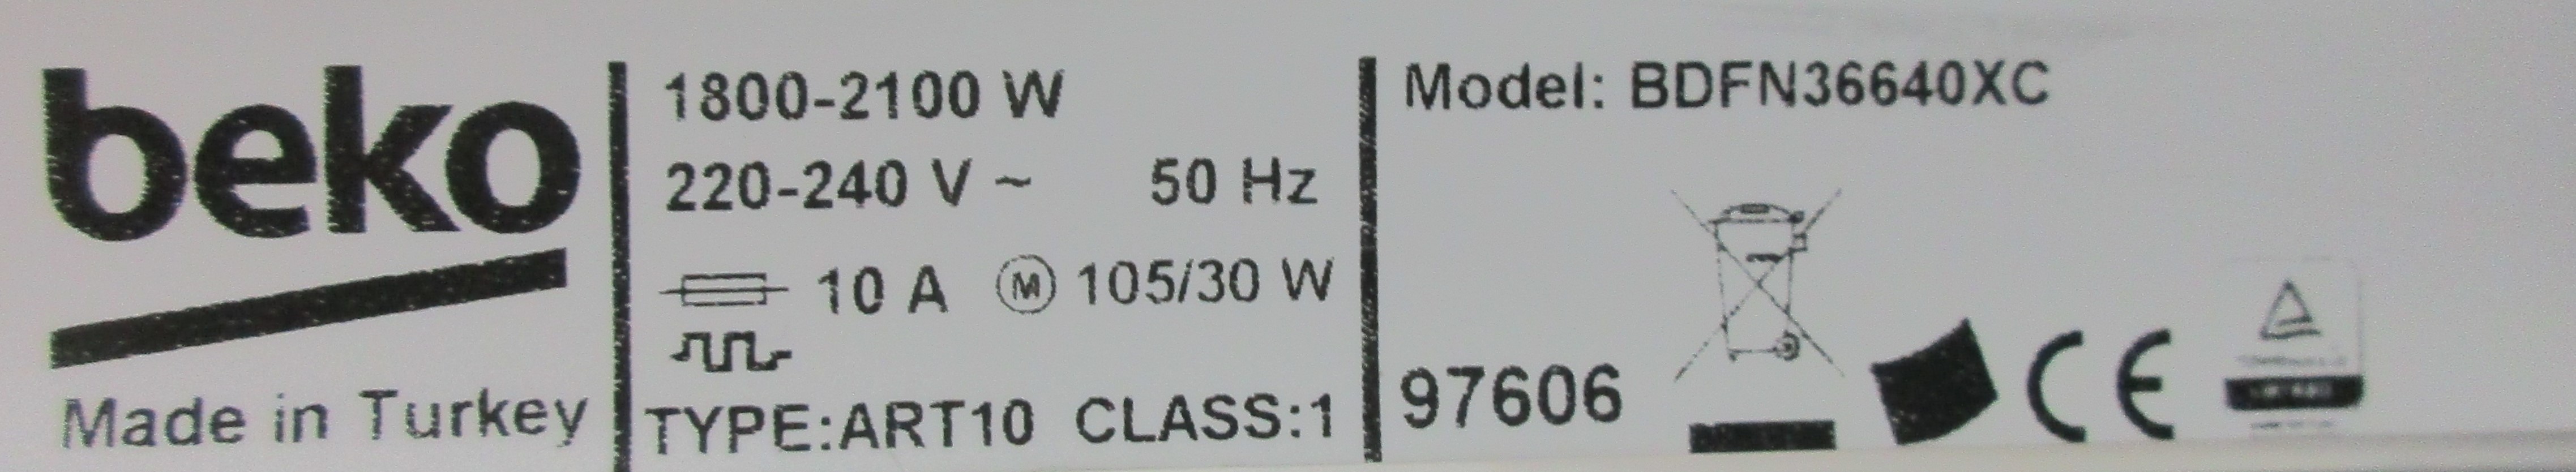 beko
Made in Turkey
1800-2100 W
220-240 V ~ 50 Hz
10 A M 105/30 W
TYPE:ART10 CLASS:1
Model: BDFN36640XC
97606
CE